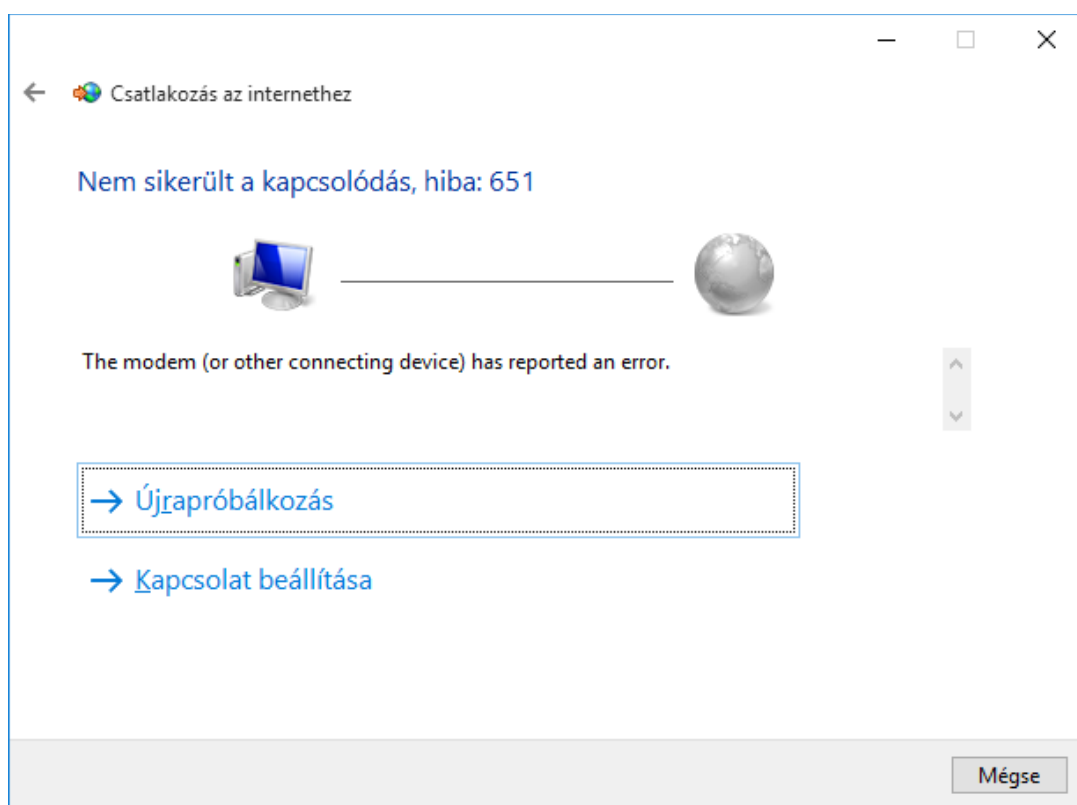 Csatlakozás az internethez
Nem sikerült a kapcsolódás, hiba: 651
The modem (or other connecting device) has reported an error.
Újrapróbálkozás
Kapcsolat beállítása
Mégse